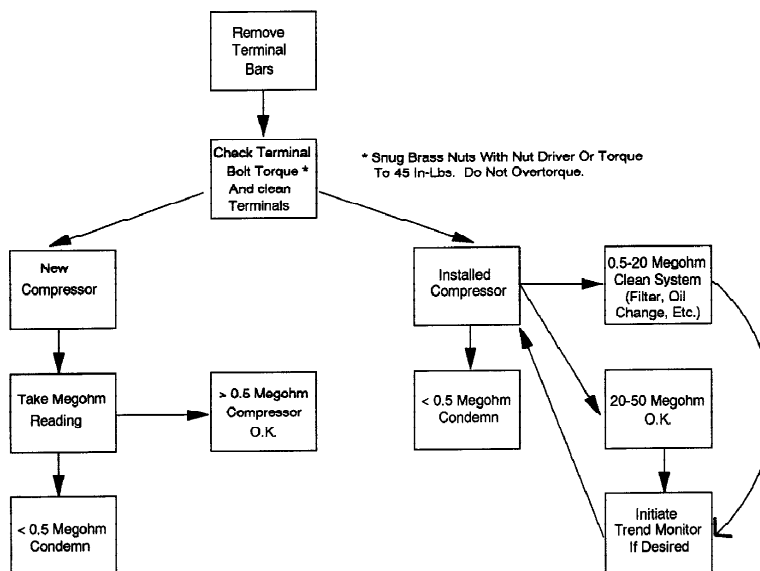 Remove
Terminal
Bars
Check Terminal
Bolt Torque *
And clean
Terminals
* Snug Brass Nuts With Nut Driver Or Torque
To 45 In-Lbs. Do Not Overtorque.
New
Compressor
Installed
Compressor
0.5-20 Megohm
Clean System
(Filter, Oil
Change, Etc.)
Take Megohm
Reading
> 0.5 Megohm
Compressor
O.K.
< 0.5 Megohm
Condemn
20-50 Megohm
O.K.
< 0.5 Megohm
Condemn
Initiate
Trend Monitor
If Desired